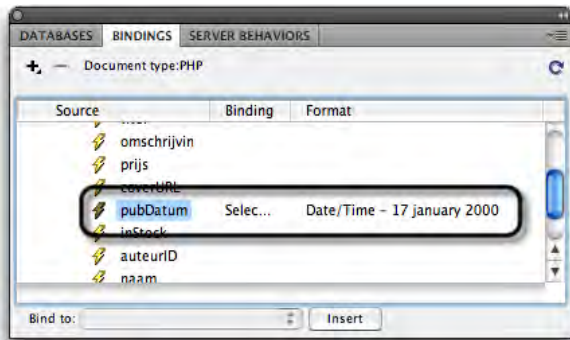 DATABASES BINDINGS SERVER BEHAVIORS
Document type:PHP
Source Binding Format
omschrijvin
prijs
coverURL
pubDatum Selec... Date/Time – 17 january 2000
inStock
auteurID
naam
Bind to: Insert